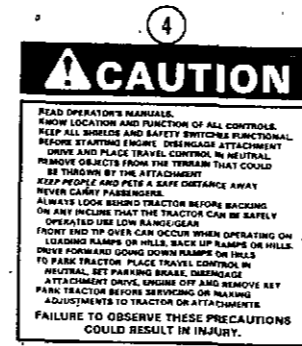 4
CAUTION
READ OPERATOR'S MANUALS.
KNOW LOCATION AND FUNCTION OF ALL CONTROLS.
KEEP ALL SHIELDS AND SAFETY SWITCHES FUNCTIONAL.
BEFORE STARTING ENGINE DISENGAGE ATTACHMENT
DRIVE AND PLACE TRAVEL CONTROL IN NEUTRAL.
REMOVE OBJECTS FROM THE TERRAIN THAT COULD
BE THROWN BY THE ATTACHMENT
KEEP PEOPLE AND PETS A SAFE DISTANCE AWAY
NEVER CARRY PASSENGERS.
ALWAYS LOOK BEHIND TRACTOR BEFORE BACKING
ON ANY INCLINE THAT THE TRACTOR CAN BE SAFELY
OPERATED USE LOW RANGE/GEAR
FRONT END TIP OVER CAN OCCUR WHEN OPERATING ON
LOADING RAMPS OR HILLS, BACK UP RAMPS OR HILLS.
DRIVE FORWARD GOING DOWN RAMPS OR HILLS
TO PARK TRACTOR PLACE TRAVEL CONTROL IN
NEUTRAL, SET PARKING BRAKE, DISENGAGE
ATTACHMENT DRIVE, ENGINE OFF AND REMOVE KEY
PARK TRACTOR BEFORE SERVICING OR MAKING
ADJUSTMENTS TO TRACTOR OR ATTACHMENTS
FAILURE TO OBSERVE THESE PRECAUTIONS
COULD RESULT IN INJURY.